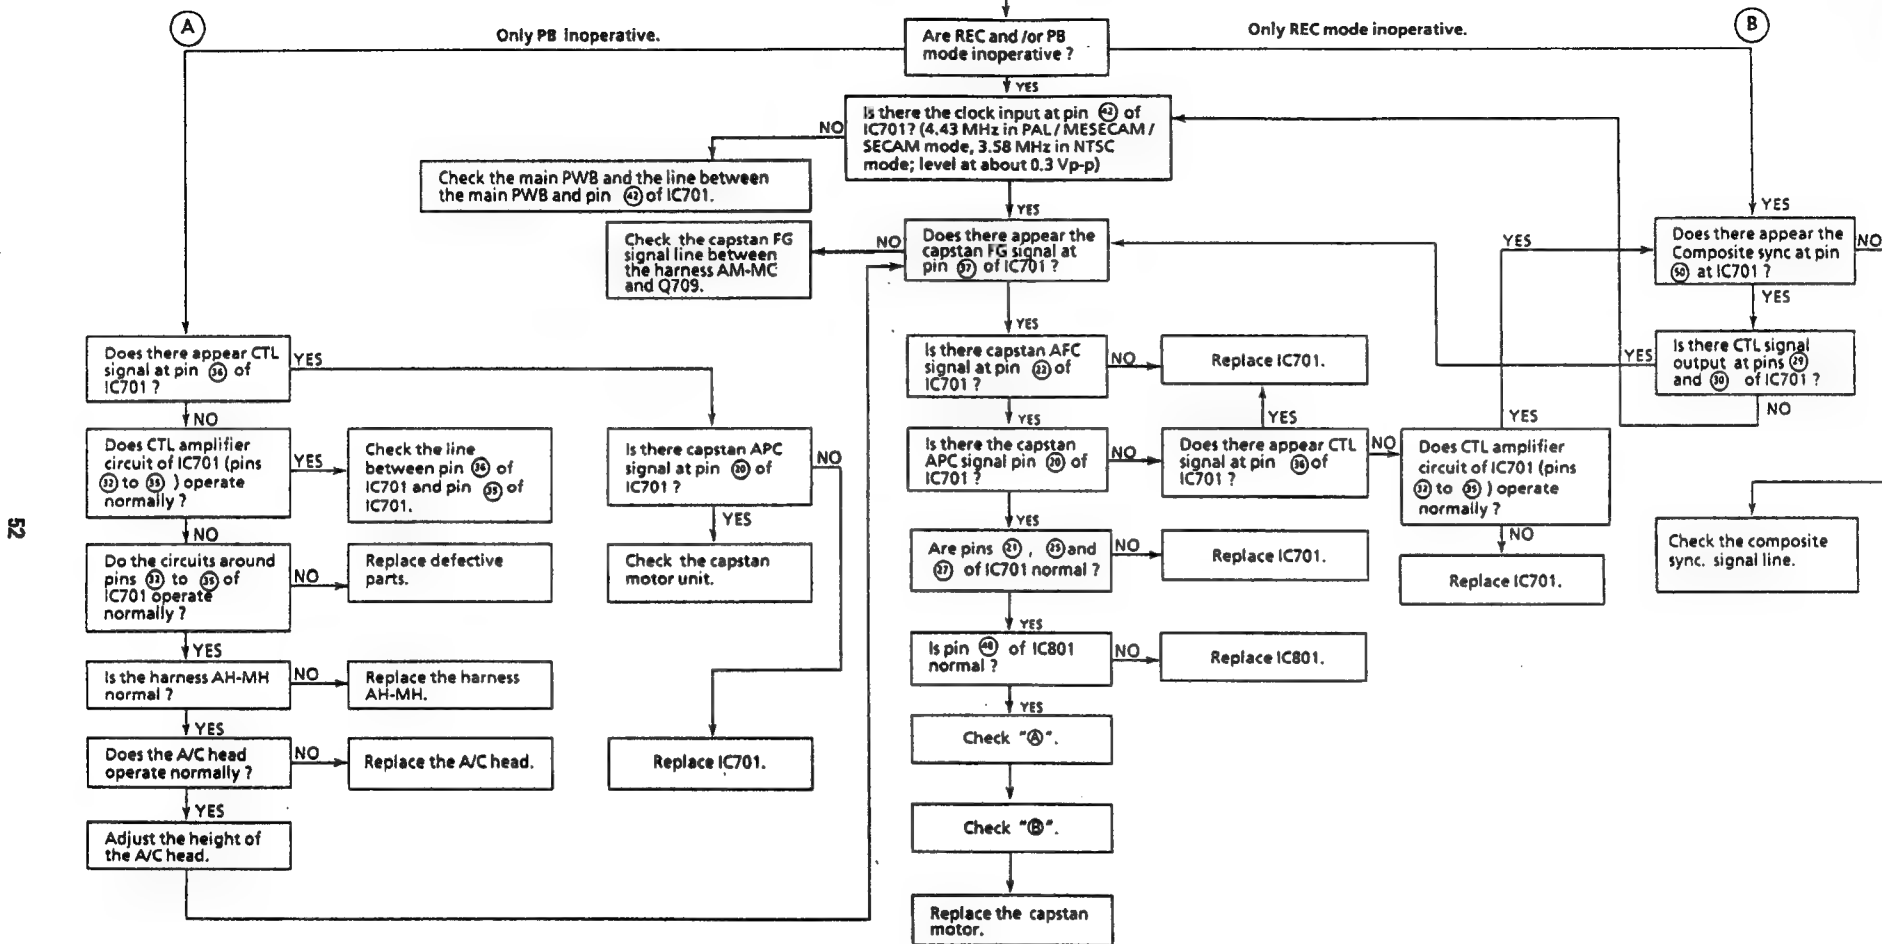 A
Only PB inoperative.
Are REC and /or PB
mode inoperative ?
Only REC mode inoperative.
B
YES
Is there the clock input at pin 42 of
IC701? (4.43 MHz in PAL / MESECAM /
SECAM mode, 3.58 MHz in NTSC
mode; level at about 0.3 Vp-p)
NO
Check the main PWB and the line between
the main PWB and pin 42 of IC701.
YES
Does there appear the
capstan FG signal at
pin 37 of IC701 ?
NO
Check the capstan FG
signal line between
the harness AM-MC
and Q709.
YES
YES
Does there appear the
Composite sync at pin
50 at IC701 ?
NO
YES
YES
Is there CTL signal
output at pins 29
and 30 of IC701 ?
YES
NO
Does there appear CTL
signal at pin 36 of
IC701 ?
YES
NO
Is there capstan AFC
signal at pin 22 of
IC701 ?
NO
Replace IC701.
YES
YES
YES
Does CTL amplifier
circuit of IC701 (pins
32 to 35 ) operate
normally ?
YES
Check the line
between pin 36 of
IC701 and pin 35 of
IC701.
Is there capstan APC
signal at pin 20 of
IC701 ?
NO
YES
Is there the capstan
APC signal pin 20 of
IC701 ?
NO
Does there appear CTL
signal at pin 36 of
IC701 ?
NO
Does CTL amplifier
circuit of IC701 (pins
32 to 35 ) operate
normally ?
NO
Replace IC701.
Check the composite
sync. signal line.
52
NO
Do the circuits around
pins 32 to 35 of
IC701 operate
normally ?
NO
Replace defective
parts.
Check the capstan
motor unit.
YES
Are pins 21 , 25 and
27 of IC701 normal ?
NO
Replace IC701.
YES
Is the harness AH-MH
normal ?
NO
Replace the harness
AH-MH.
YES
Is pin 48 of IC801
normal ?
NO
Replace IC801.
YES
Does the A/C head
operate normally ?
NO
Replace the A/C head.
Replace IC701.
YES
Check "A".
YES
Adjust the height of
the A/C head.
Check "B".
Replace the capstan
motor.